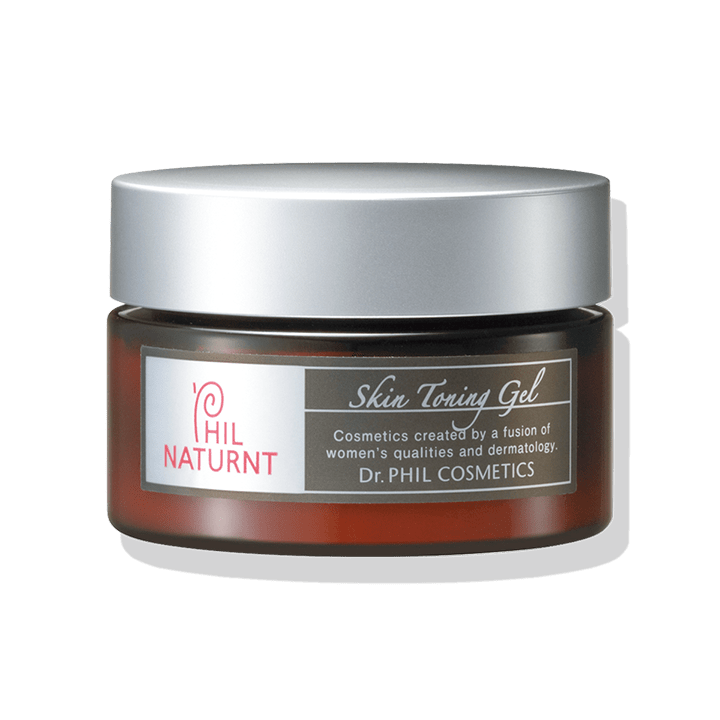 PHIL
NATURNT
Skin Toning Gel
Cosmetics created by a fusion of
women's qualities and dermatology.
Dr. PHIL COSMETICS